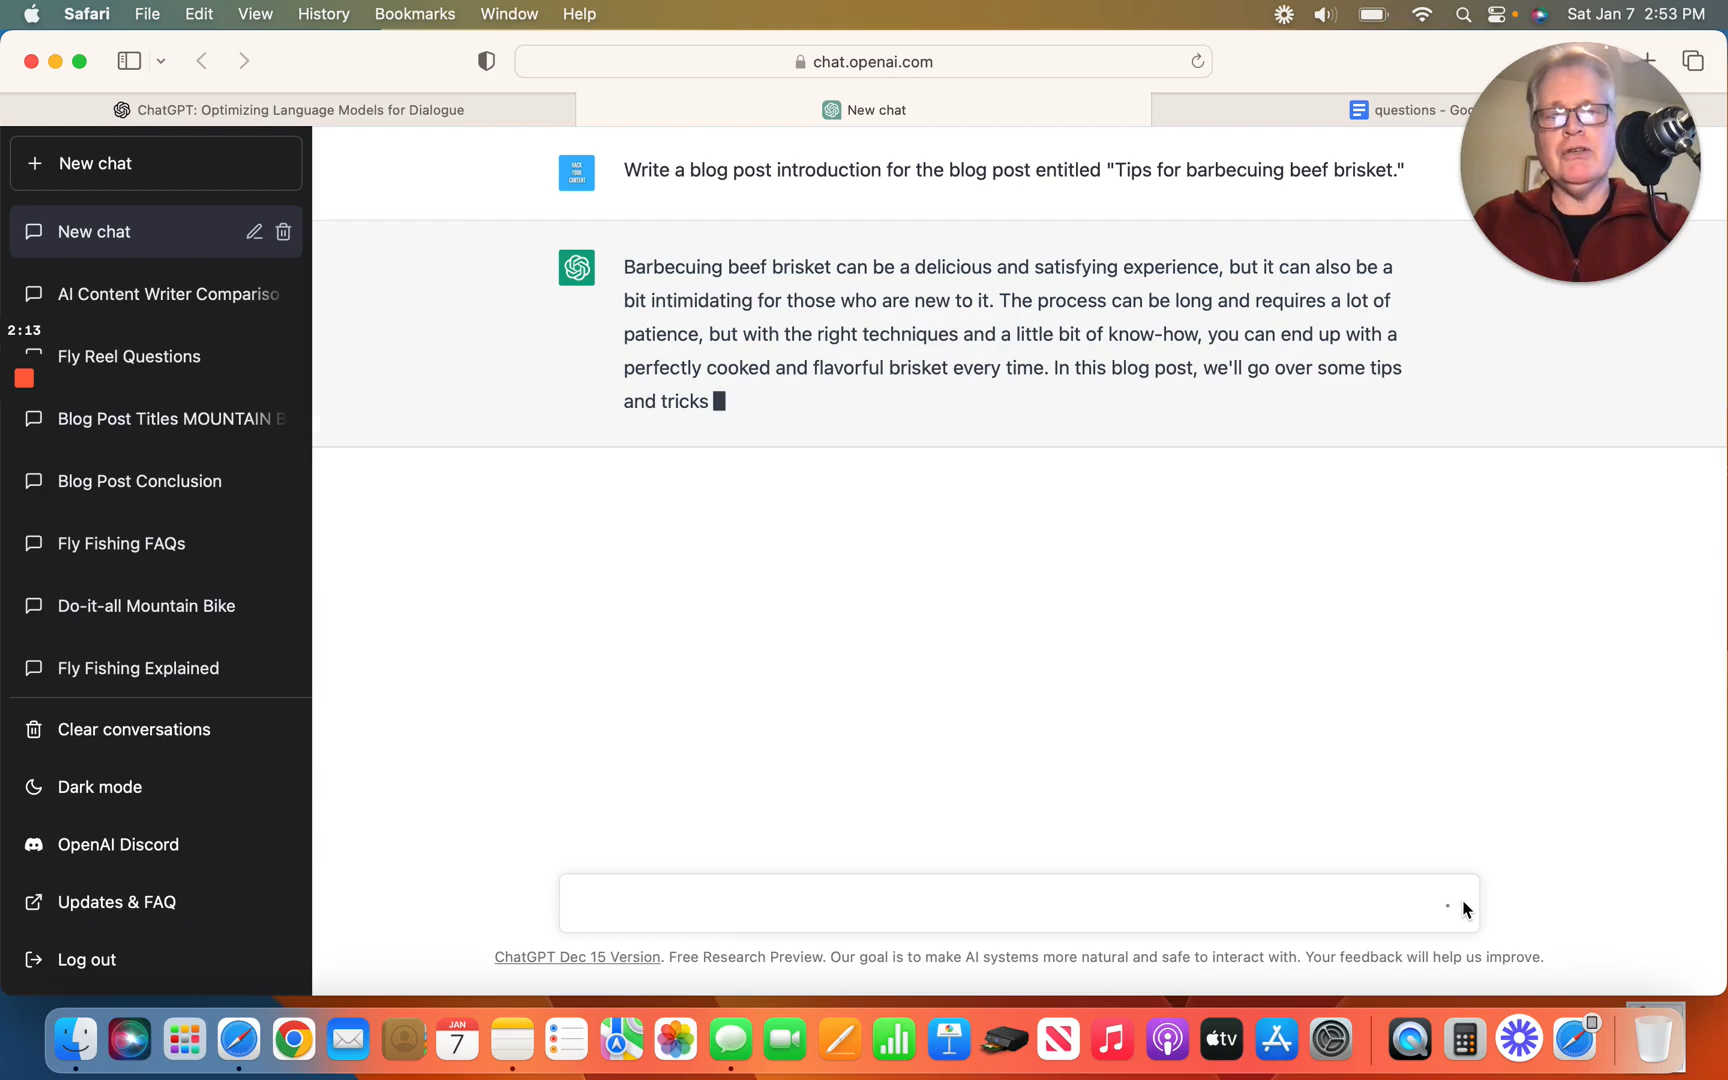 Safari File Edit View History Bookmarks Window Help Sat Jan 7 2:53 PM
chat.openai.com
ChatGPT: Optimizing Language Models for Dialogue
New chat
questions - Goo
New chat
New chat
AI Content Writer Compariso
2:13
Fly Reel Questions
Blog Post Titles MOUNTAIN B
Blog Post Conclusion
Fly Fishing FAQs
Do-it-all Mountain Bike
Fly Fishing Explained
Clear conversations
Dark mode
OpenAI Discord
Updates & FAQ
Log out
HACK
YOUR
CONTENT
Write a blog post introduction for the blog post entitled "Tips for barbecuing beef brisket."
Barbecuing beef brisket can be a delicious and satisfying experience, but it can also be a
bit intimidating for those who are new to it. The process can be long and requires a lot of
patience, but with the right techniques and a little bit of know-how, you can end up with a
perfectly cooked and flavorful brisket every time. In this blog post, we'll go over some tips
and tricks
ChatGPT Dec 15 Version. Free Research Preview. Our goal is to make AI systems more natural and safe to interact with. Your feedback will help us improve.
JAN
7
tv